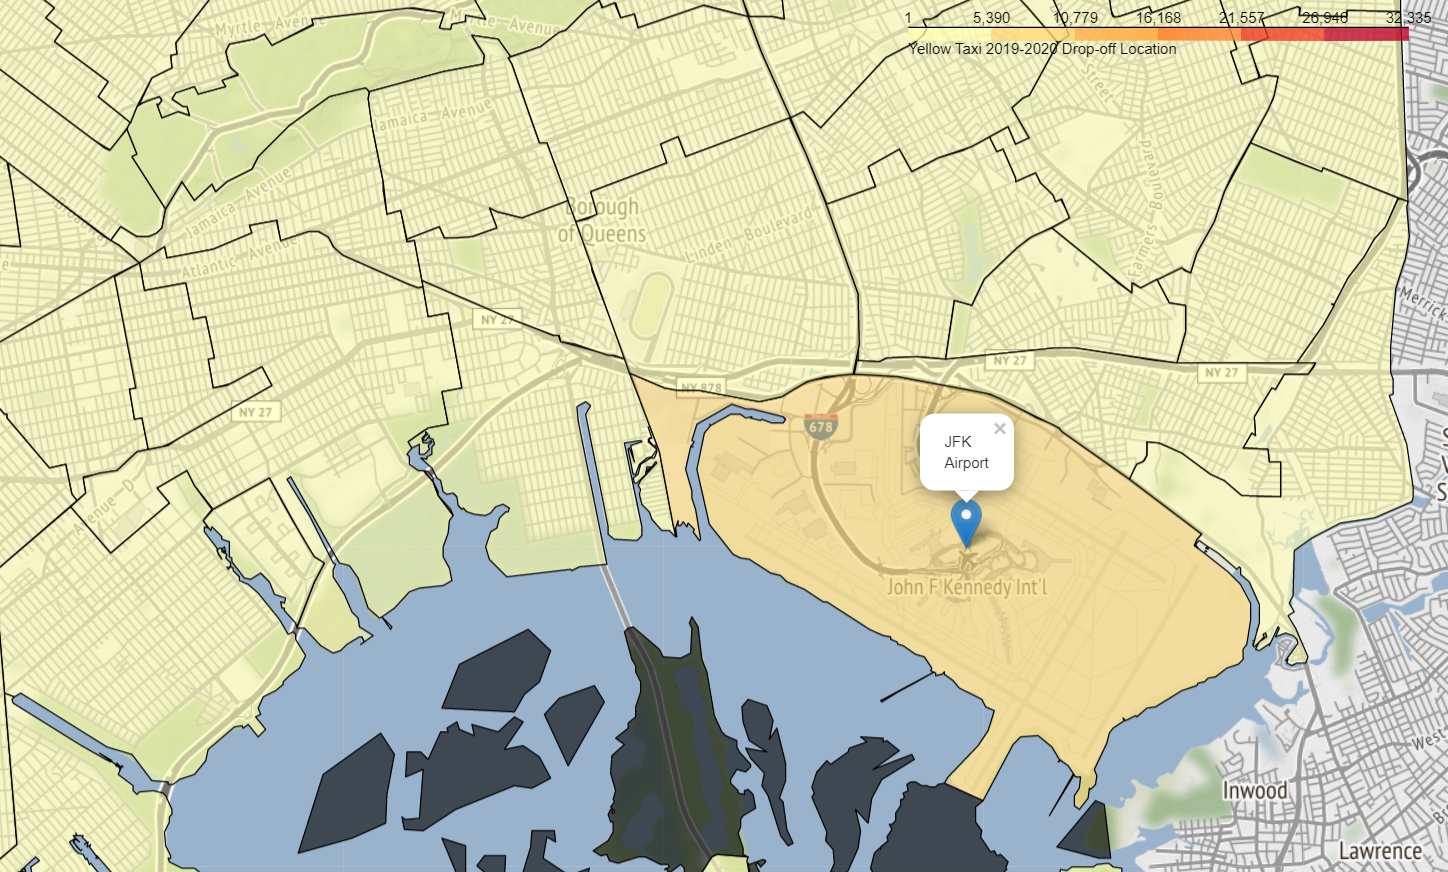 Myrtle Avenue
Myrtle Avenue
1 5,390 10,779 16,168 21,557 26,946 32,335
Yellow Taxi 2019-2020 Drop-off Location
Street
Jamaica Avenue
Farmers Boulevard
Jamaica Avenue
Borough
of Queens
Linden Boulevard
Atlantic Avenue
Merrick
NY 27
NY 27
NY 27
NY 878
NY 27
678
JFK
Airport
×
Avenue D
John F Kennedy Int'l
West
Inwood
Lawrence